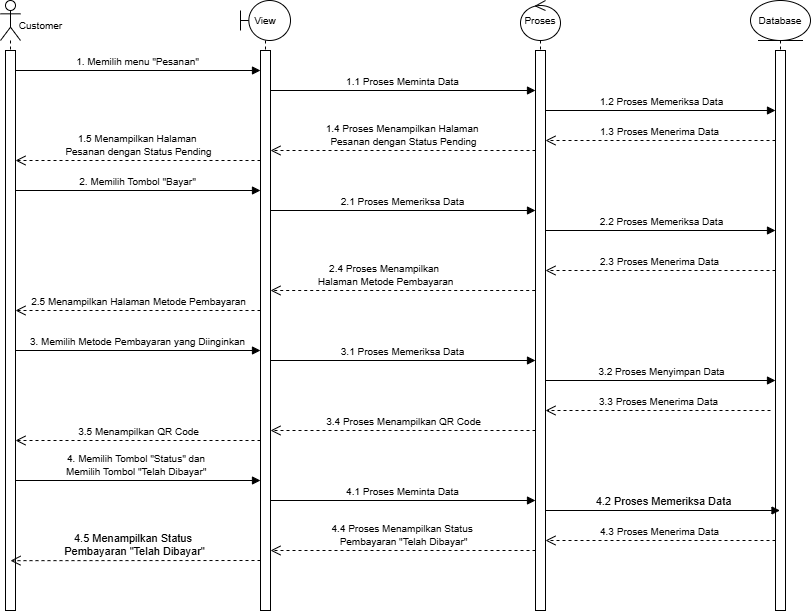 Customer
View
Proses
Database
1. Memilih menu "Pesanan"
1.1 Proses Meminta Data
1.2 Proses Memeriksa Data
1.3 Proses Menerima Data
1.4 Proses Menampilkan Halaman
Pesanan dengan Status Pending
1.5 Menampilkan Halaman
Pesanan dengan Status Pending
2. Memilih Tombol "Bayar"
2.1 Proses Memeriksa Data
2.2 Proses Memeriksa Data
2.3 Proses Menerima Data
2.4 Proses Menampilkan
Halaman Metode Pembayaran
2.5 Menampilkan Halaman Metode Pembayaran
3. Memilih Metode Pembayaran yang Diinginkan
3.1 Proses Memeriksa Data
3.2 Proses Menyimpan Data
3.3 Proses Menerima Data
3.4 Proses Menampilkan QR Code
3.5 Menampilkan QR Code
4. Memilih Tombol "Status" dan
Memilih Tombol "Telah Dibayar"
4.1 Proses Meminta Data
4.2 Proses Memeriksa Data
4.3 Proses Menerima Data
4.4 Proses Menampilkan Status
Pembayaran "Telah Dibayar"
4.5 Menampilkan Status
Pembayaran "Telah Dibayar"